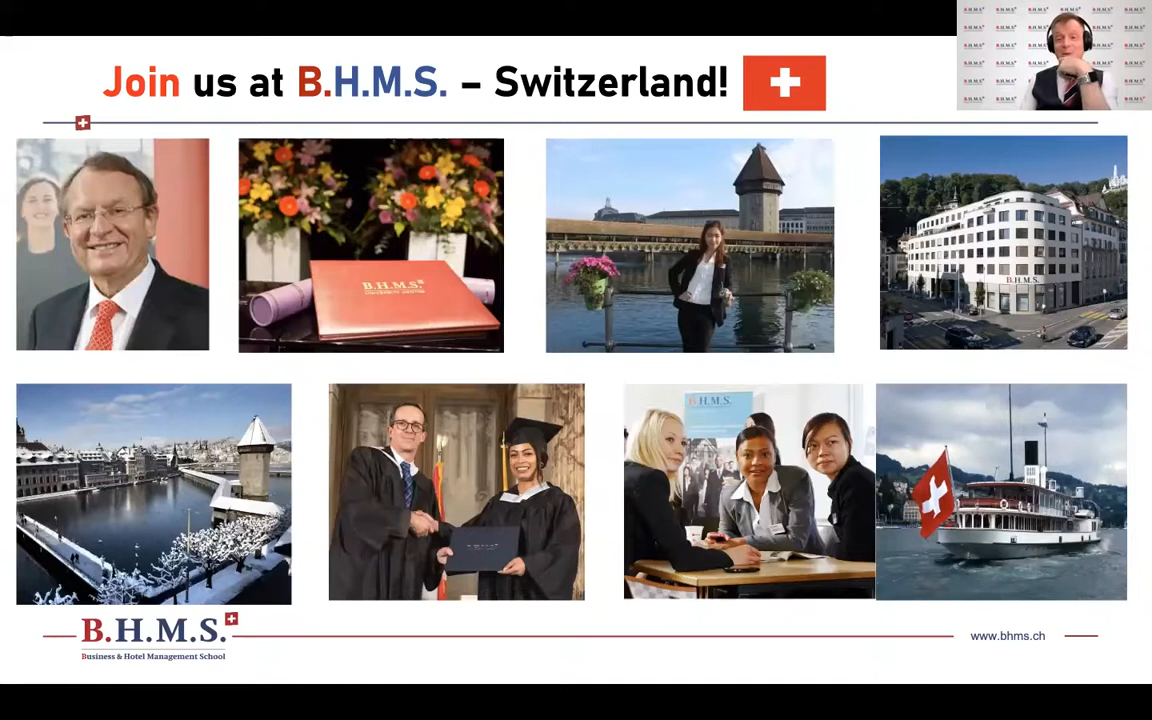 Join us at B.H.M.S. – Switzerland!
B.H.M.S.
B.H.M.S.
B.H.M.S.
B.H.M.S.
Business & Hotel Management School
www.bhms.ch